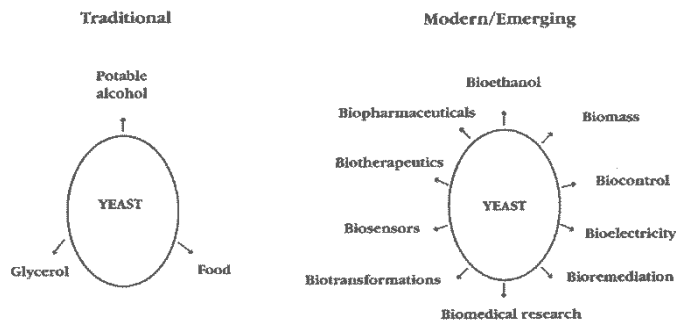 Traditional
Modern/Emerging
Potable
alcohol
YEAST
Glycerol
Food
Bioethanol
Biopharmaceuticals
Biomass
Biotherapeutics
Biocontrol
YEAST
Biosensors
Bioelectricity
Biotransformations
Bioremediation
Biomedical research